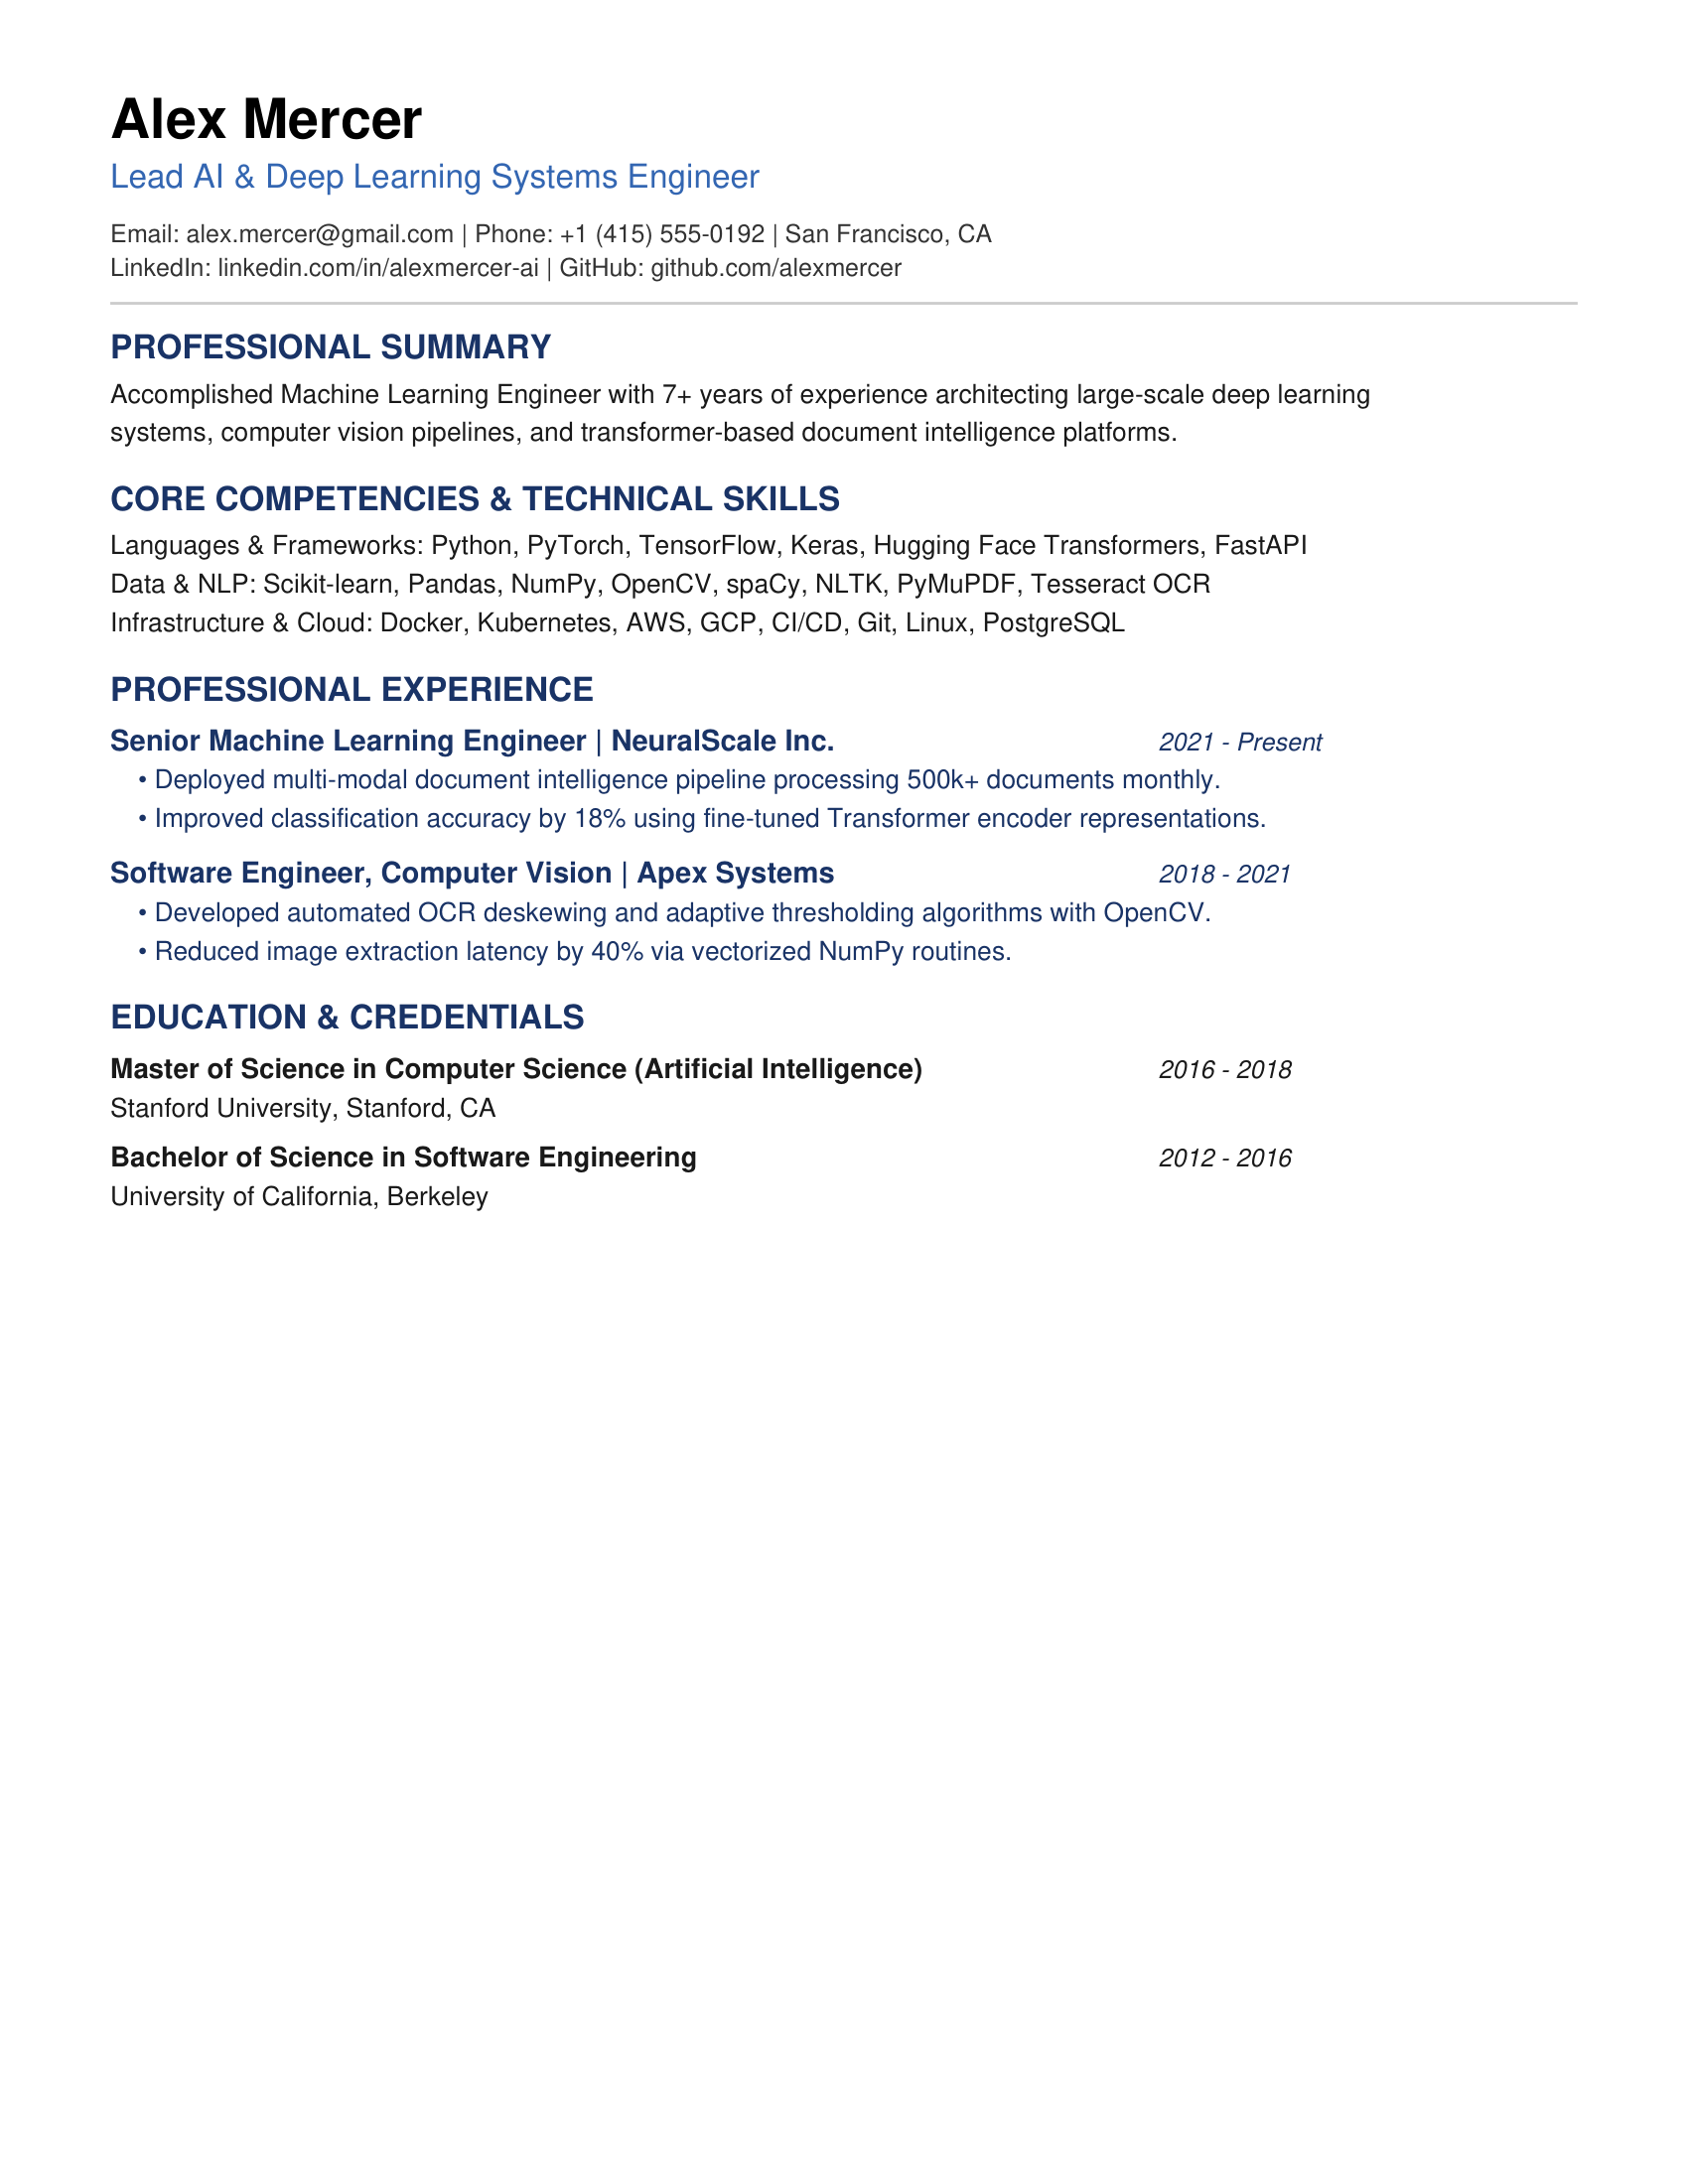 Alex Mercer
Lead AI & Deep Learning Systems Engineer
Email: alex.mercer@gmail.com | Phone: +1 (415) 555-0192 | San Francisco, CA
LinkedIn: linkedin.com/in/alexmercer-ai | GitHub: github.com/alexmercer
PROFESSIONAL SUMMARY
Accomplished Machine Learning Engineer with 7+ years of experience architecting large-scale deep learning
systems, computer vision pipelines, and transformer-based document intelligence platforms.
CORE COMPETENCIES & TECHNICAL SKILLS
Languages & Frameworks: Python, PyTorch, TensorFlow, Keras, Hugging Face Transformers, FastAPI
Data & NLP: Scikit-learn, Pandas, NumPy, OpenCV, spaCy, NLTK, PyMuPDF, Tesseract OCR
Infrastructure & Cloud: Docker, Kubernetes, AWS, GCP, CI/CD, Git, Linux, PostgreSQL
PROFESSIONAL EXPERIENCE
Senior Machine Learning Engineer | NeuralScale Inc. 2021 - Present
• Deployed multi-modal document intelligence pipeline processing 500k+ documents monthly.
• Improved classification accuracy by 18% using fine-tuned Transformer encoder representations.
Software Engineer, Computer Vision | Apex Systems 2018 - 2021
• Developed automated OCR deskewing and adaptive thresholding algorithms with OpenCV.
• Reduced image extraction latency by 40% via vectorized NumPy routines.
EDUCATION & CREDENTIALS
Master of Science in Computer Science (Artificial Intelligence) 2016 - 2018
Stanford University, Stanford, CA
Bachelor of Science in Software Engineering 2012 - 2016
University of California, Berkeley